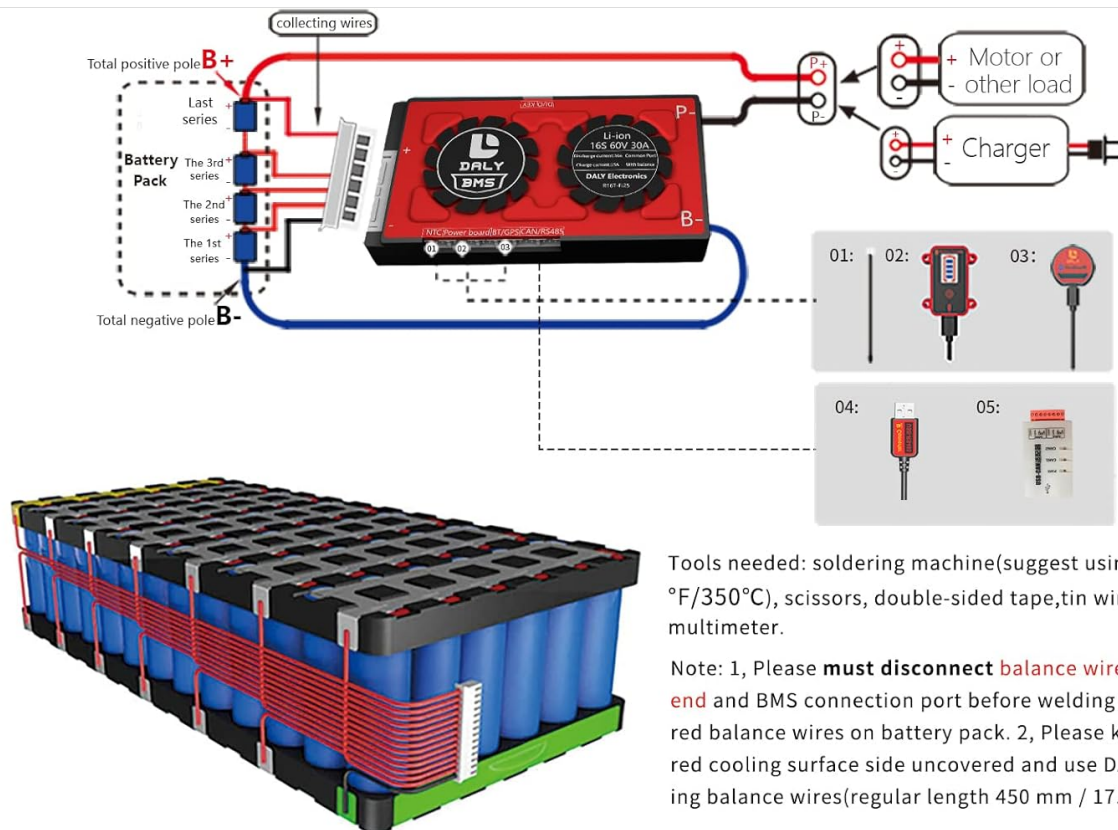 collecting wires
Total positive pole B+
Last
series
Battery
Pack
The 3rd
series
The 2nd
series
The 1st
series
Total negative pole B-
+
-
+
-
+
-
+
-
+
-
DALY
BMS
Li-ion
16S 60V 30A
Common Port
With balance
DALY Electronics
P-
B-
NTC Power board BT/GPS CAN/RS485
01
02
03
P+
P-
+
-
+ Motor or
- other load
+
-
+
-
Charger
01:
02:
03:
04:
05:
Tools needed: soldering machine(suggest usin
°F/350℃), scissors, double-sided tape,tin wir
multimeter.
Note: 1, Please must disconnect balance wire
end and BMS connection port before welding
red balance wires on battery pack. 2, Please k
red cooling surface side uncovered and use D
ing balance wires(regular length 450 mm / 17.